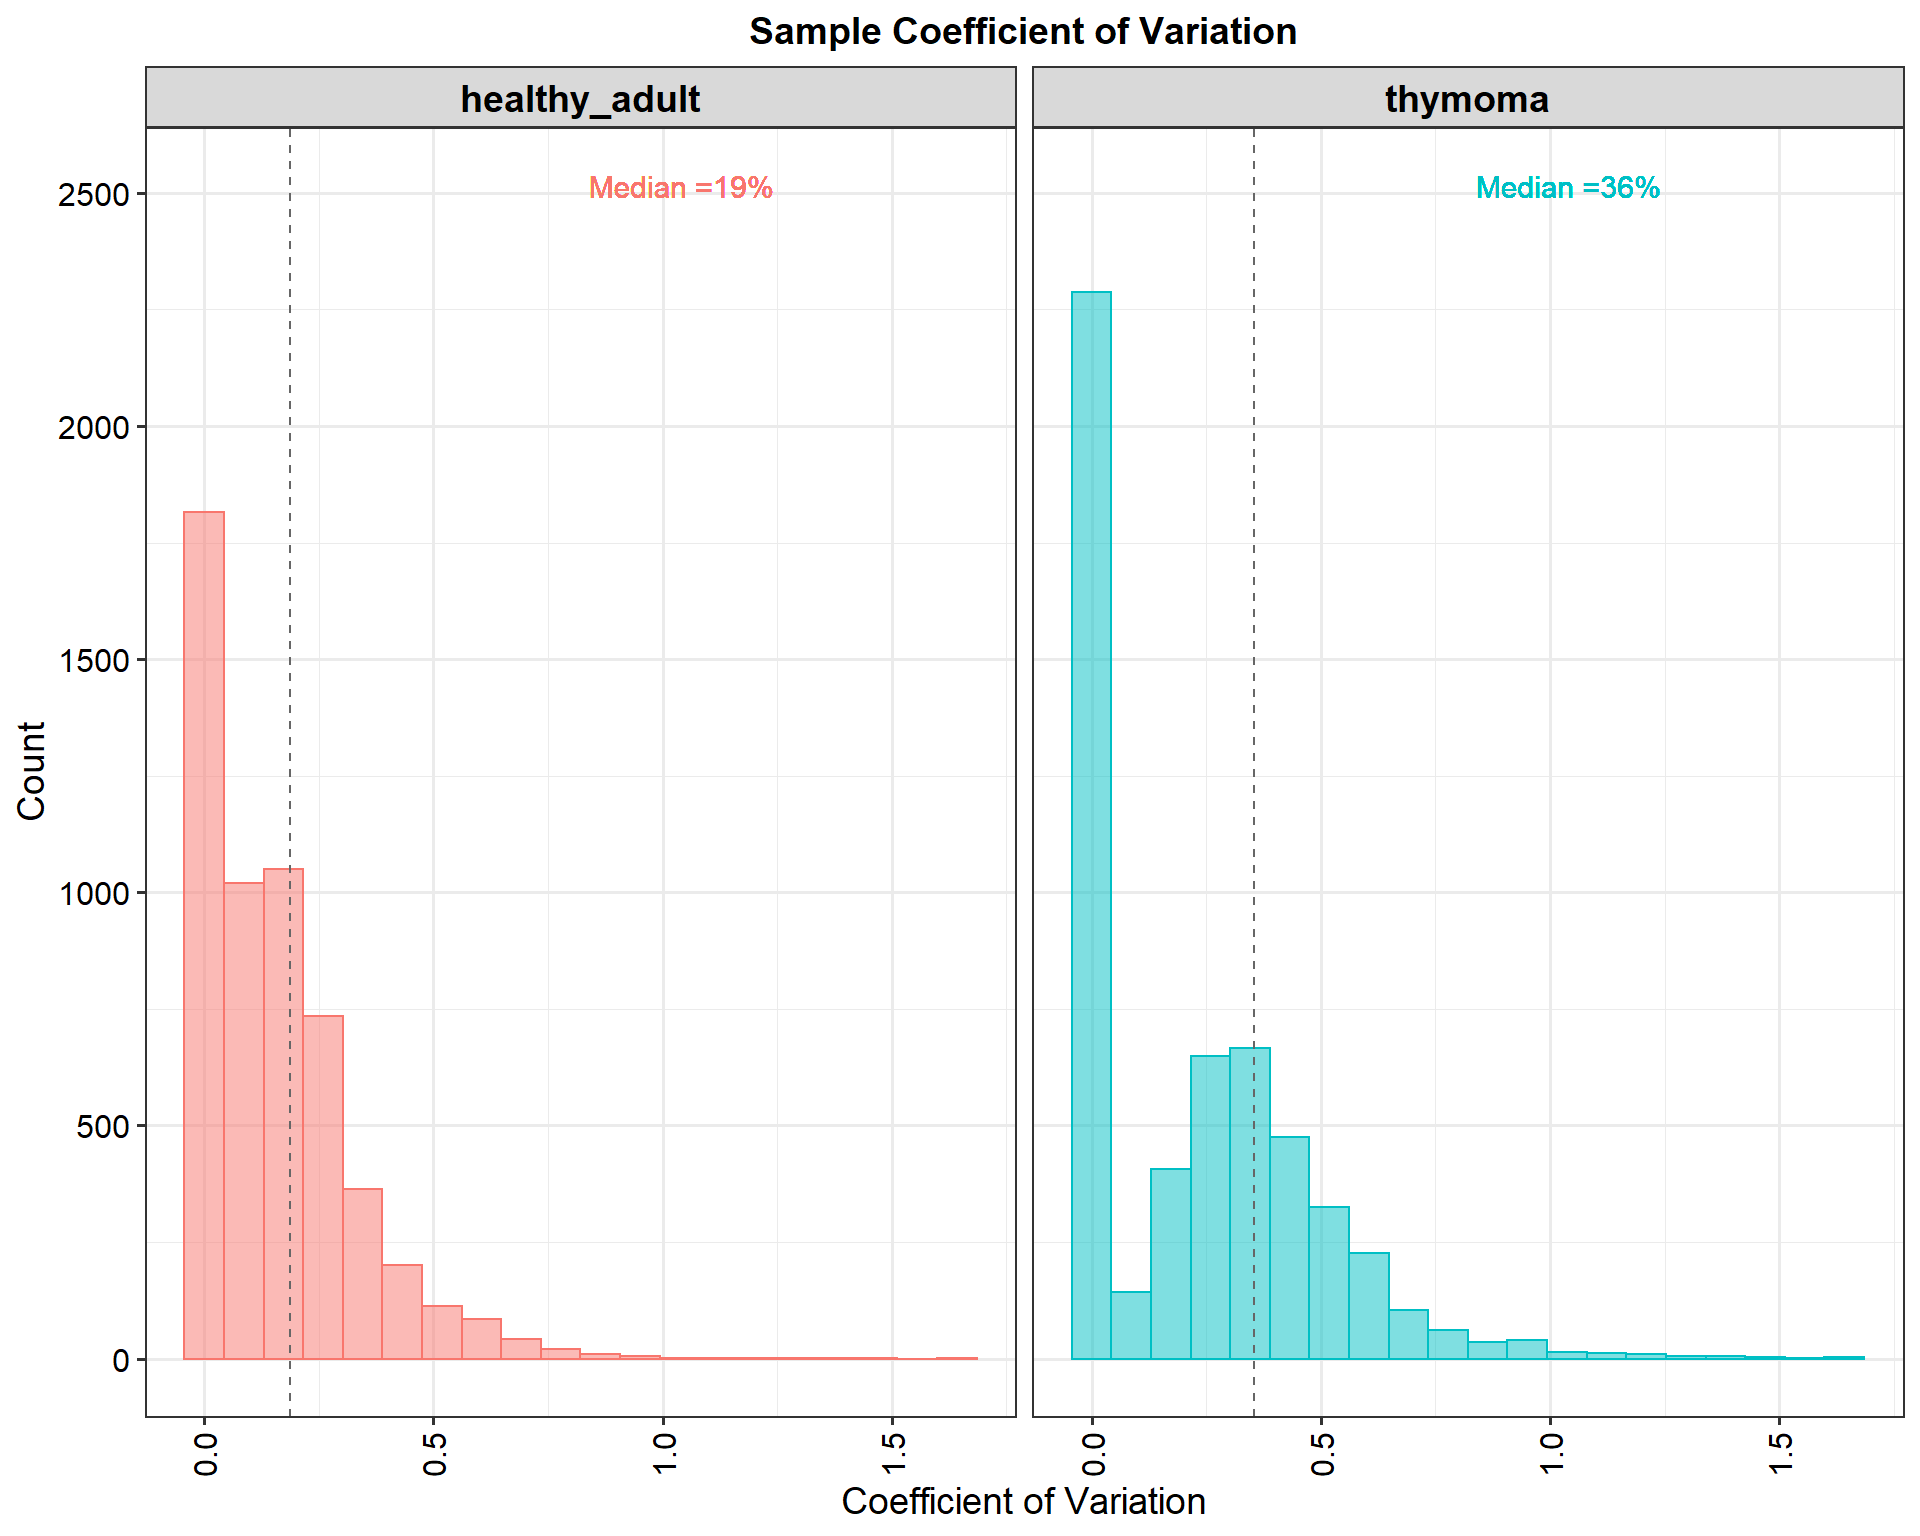 Sample Coefficient of Variation
healthy_adult
thymoma
Median =19%
Median =36%
2500
2000
1500
1000
500
0
Count
0.0
0.5
1.0
1.5
0.0
0.5
1.0
1.5
Coefficient of Variation